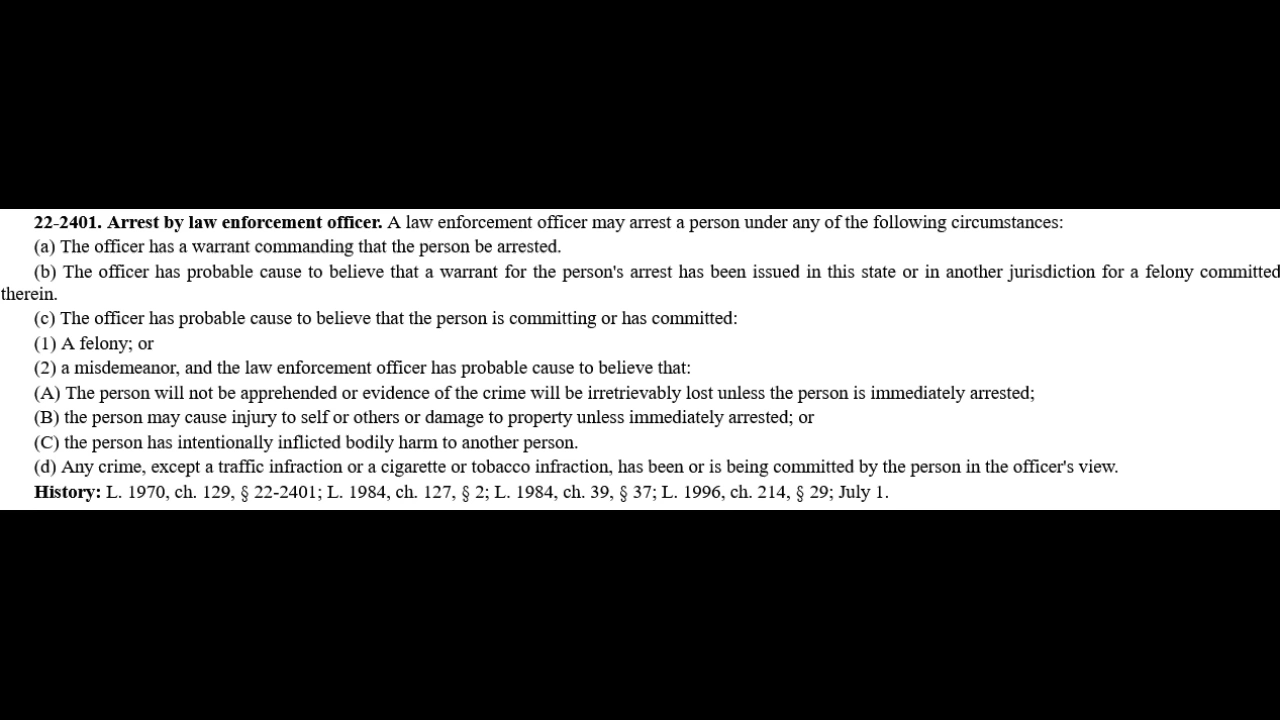 22-2401. Arrest by law enforcement officer. A law enforcement officer may arrest a person under any of the following circumstances:
(a) The officer has a warrant commanding that the person be arrested.
(b) The officer has probable cause to believe that a warrant for the person's arrest has been issued in this state or in another jurisdiction for a felony committed
therein.
(c) The officer has probable cause to believe that the person is committing or has committed:
(1) A felony; or
(2) a misdemeanor, and the law enforcement officer has probable cause to believe that:
(A) The person will not be apprehended or evidence of the crime will be irretrievably lost unless the person is immediately arrested;
(B) the person may cause injury to self or others or damage to property unless immediately arrested; or
(C) the person has intentionally inflicted bodily harm to another person.
(d) Any crime, except a traffic infraction or a cigarette or tobacco infraction, has been or is being committed by the person in the officer's view.
History: L. 1970, ch. 129, § 22-2401; L. 1984, ch. 127, § 2; L. 1984, ch. 39, § 37; L. 1996, ch. 214, § 29; July 1.